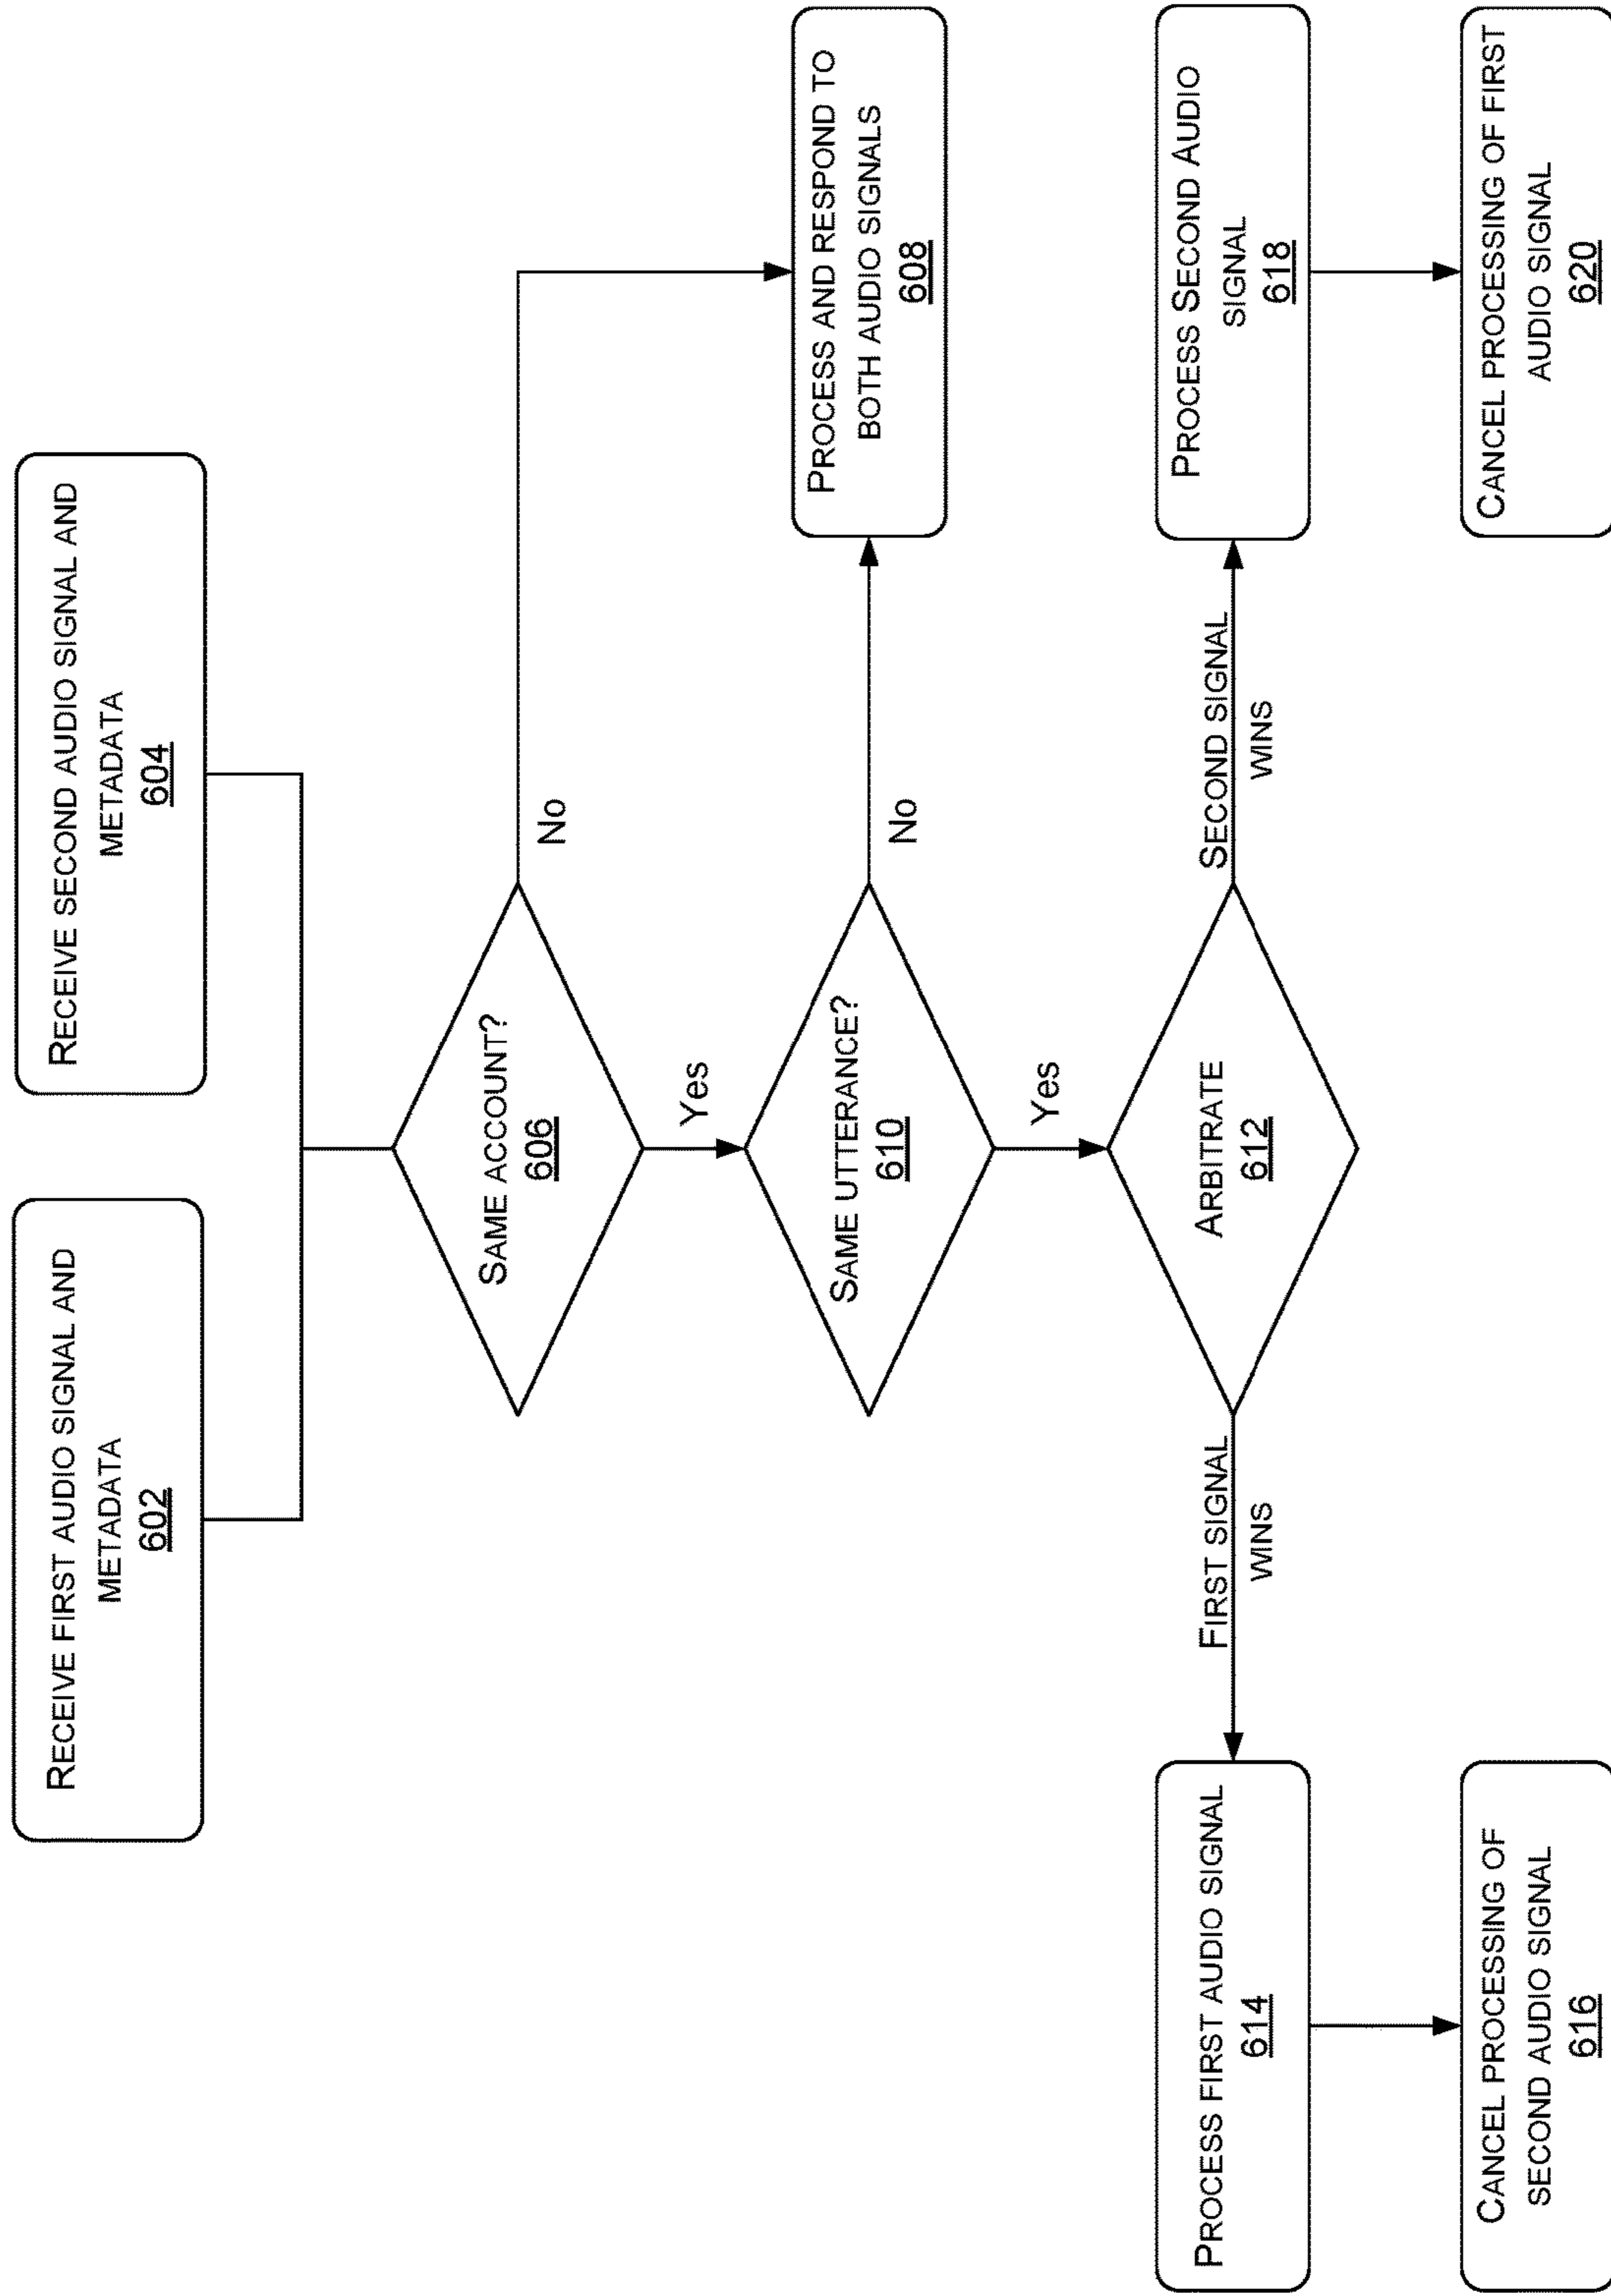 RECEIVE FIRST AUDIO SIGNAL AND
METADATA
602
RECEIVE SECOND AUDIO SIGNAL AND
METADATA
604
SAME ACCOUNT?
606
No
Yes
PROCESS AND RESPOND TO
BOTH AUDIO SIGNALS
608
SAME UTTERANCE?
610
No
Yes
ARBITRATE
612
FIRST SIGNAL
WINS
SECOND SIGNAL
WINS
PROCESS FIRST AUDIO SIGNAL
614
PROCESS SECOND AUDIO
SIGNAL
618
CANCEL PROCESSING OF
SECOND AUDIO SIGNAL
616
CANCEL PROCESSING OF FIRST
AUDIO SIGNAL
620